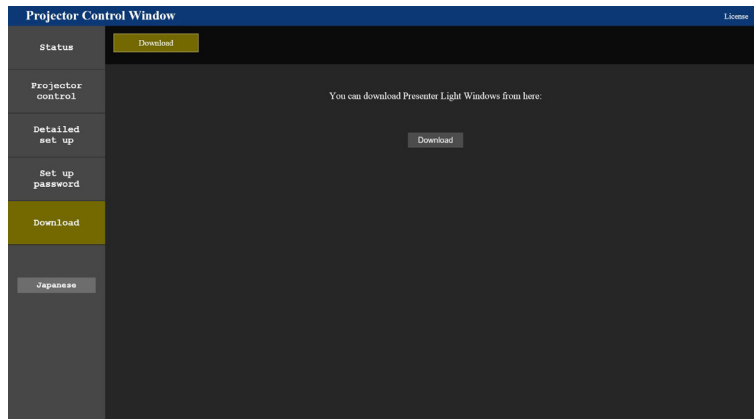 Projector Control Window
License
Status
Projector
control
Detailed
set up
Set up
password
Download
Japanese
Download
You can download Presenter Light Windows from here:
Download